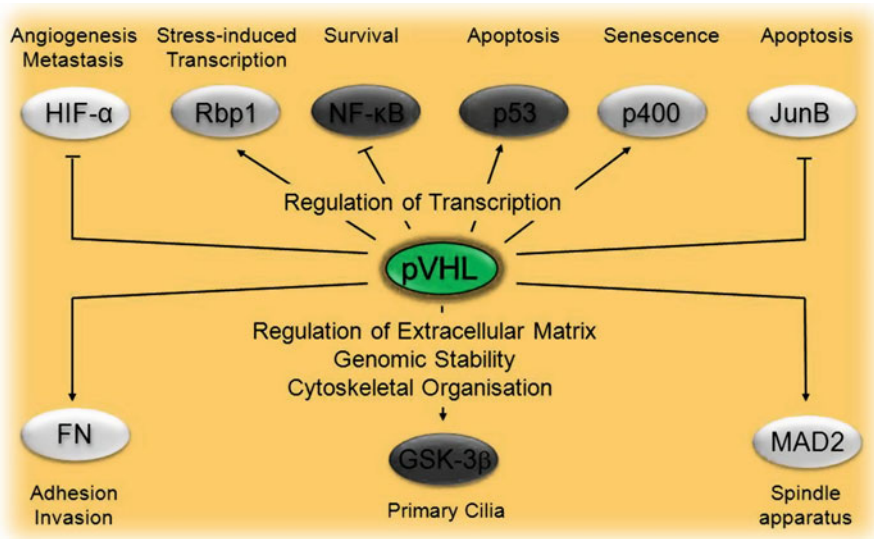 Angiogenesis
Metastasis
Stress-induced
Transcription
Survival
Apoptosis
Senescence
Apoptosis
HIF-α
Rbp1
NF-κB
p53
p400
JunB
Regulation of Transcription
pVHL
Regulation of Extracellular Matrix
Genomic Stability
Cytoskeletal Organisation
FN
GSK-3β
MAD2
Adhesion
Invasion
Primary Cilia
Spindle
apparatus